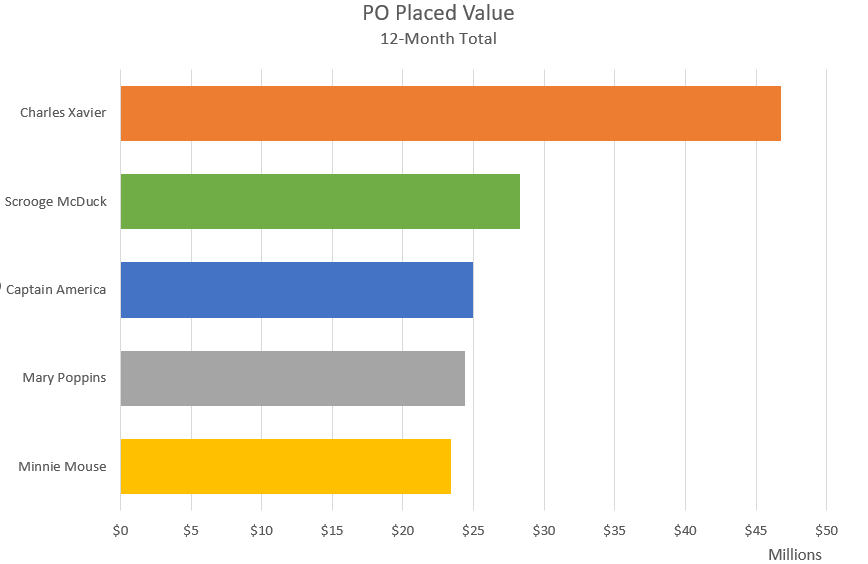 PO Placed Value
12-Month Total
Charles Xavier
Scrooge McDuck
Captain America
Mary Poppins
Minnie Mouse
$0 $5 $10 $15 $20 $25 $30 $35 $40 $45 $50
Millions